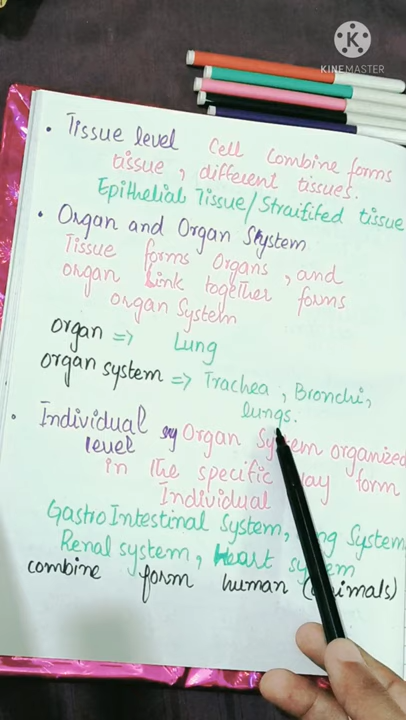 KINEMASTER
• Tissue level Cell Combine forms
tissue, different tissues.
Epithelial Tissue/Straifited tissue
• Organ and Organ System
Tissue forms Organs, and
organ Link together forms
organ System
organ => Lung
organ system => Trachea, Bronchi,
lungs.
• Individual Organ System organized
level in the specific way form
Individual
GastroIntestinal System, System
Renal system, Heart system
combine form human (animals)